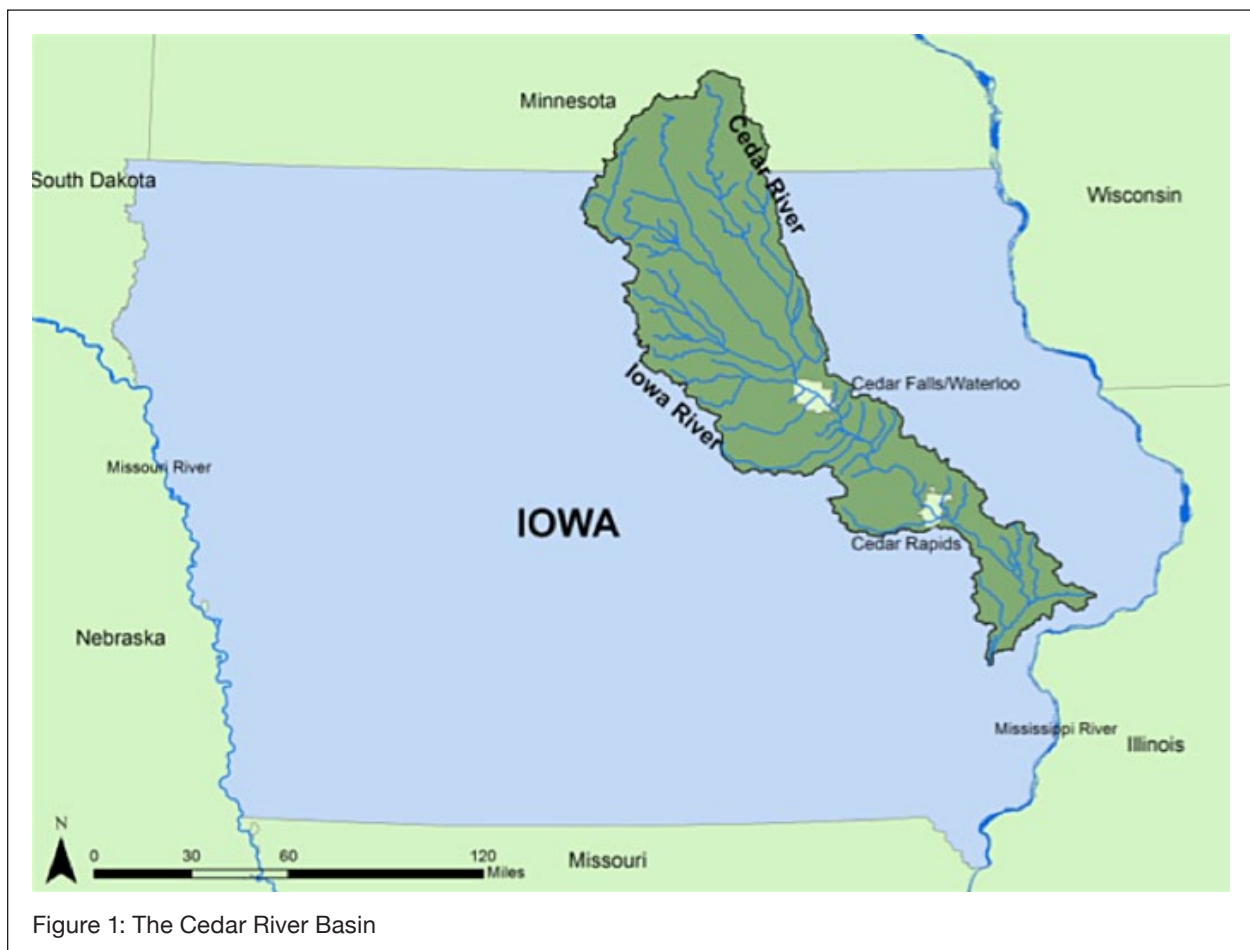 Minnesota
Cedar River
South Dakota
Wisconsin
Iowa River
Cedar Falls/Waterloo
Missouri River
IOWA
Cedar Rapids
Nebraska
Mississippi River
Illinois
N
0 30 60 120
Miles
Missouri
Figure 1: The Cedar River Basin